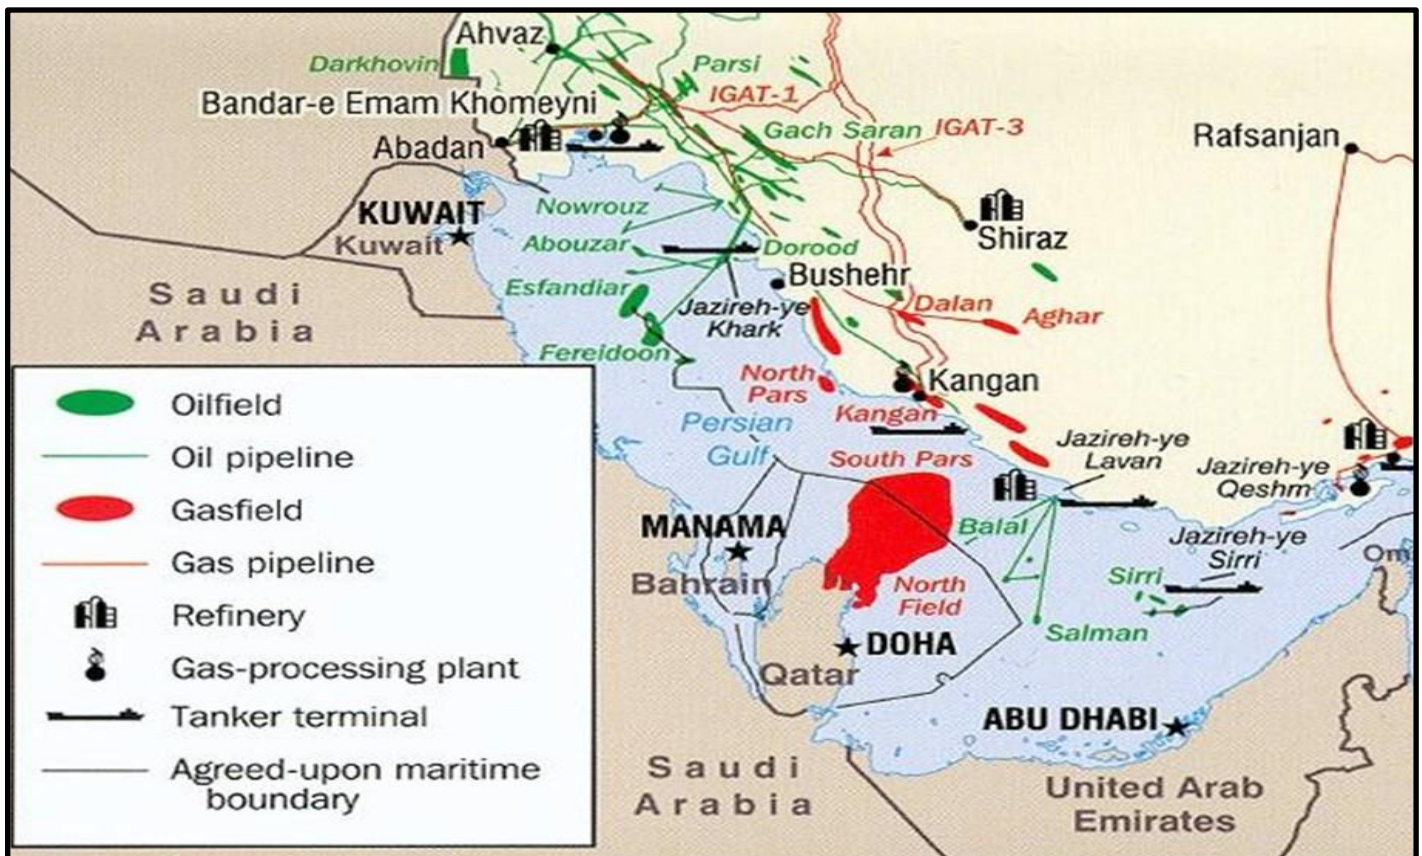 Ahvaz
Darkhovin
Parsi
IGAT-1
Bandar-e Emam Khomeyni
Gach Saran
IGAT-3
Rafsanjan
Abadan
KUWAIT
Kuwait
Nowrouz
Shiraz
Abouzar
Dorood
Bushehr
Saudi
Arabia
Esfandiar
Jazireh-ye
Khark
Dalan
Aghar
Fereidoon
North
Pars
Kangan
Kangan
Persian
Gulf
South Pars
Jazireh-ye
Lavan
Jazireh-ye
Qeshm
MANAMA
Bahrain
Balal
Jazireh-ye
Sirri
Om
North
Field
Sirri
Salman
DOHA
Qatar
ABU DHABI
Saudi
Arabia
United Arab
Emirates
Oilfield
Oil pipeline
Gasfield
Gas pipeline
Refinery
Gas-processing plant
Tanker terminal
Agreed-upon maritime
boundary